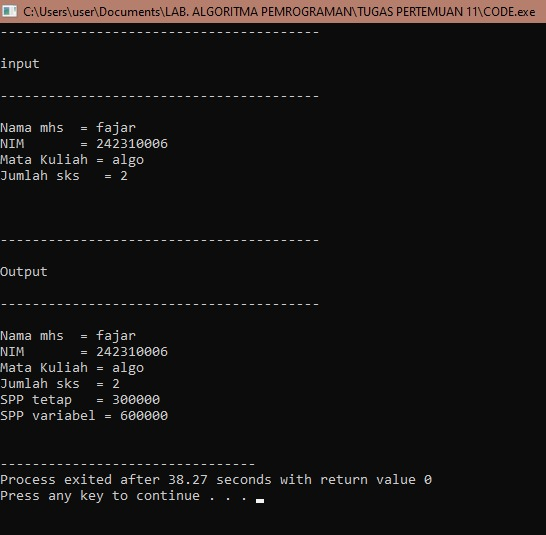 C:\Users\user\Documents\LAB. ALGORITMA PEMROGRAMAN\TUGAS PERTEMUAN 11\CODE.exe
----------------------------------------
input
----------------------------------------
Nama mhs  = fajar
NIM       = 242310006
Mata Kuliah = algo
Jumlah sks   = 2
----------------------------------------
Output
----------------------------------------
Nama mhs  = fajar
NIM       = 242310006
Mata Kuliah = algo
Jumlah sks  = 2
SPP tetap   = 300000
SPP variabel = 600000
--------------------------------
Process exited after 38.27 seconds with return value 0
Press any key to continue . . .